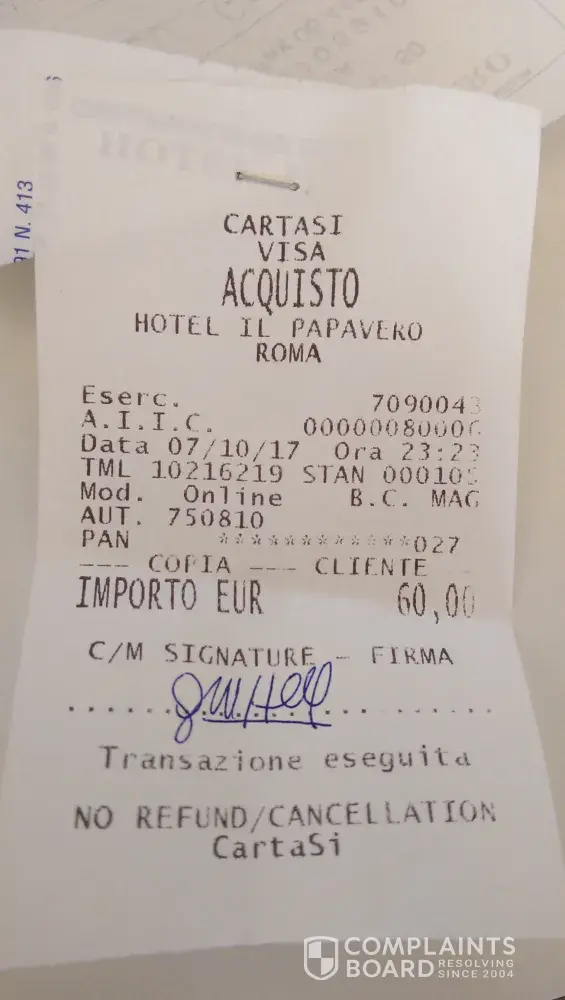 91 N. 413
CARTASI
VISA
ACQUISTO
HOTEL IL PAPAVERO
ROMA
Eserc. 7090043
A.I.I.C. 00000080006
Data 07/10/17 Ora 23:23
TML 10216219 STAN 000105
Mod. Online B.C. MAG
AUT. 750810
PAN ************027
--- COPIA --- CLIENTE
IMPORTO EUR 60,00
C/M SIGNATURE - FIRMA
Transazione eseguita
NO REFUND/CANCELLATION
CartaSi
COMPLAINTS
BOARD RESOLVING
SINCE 2004